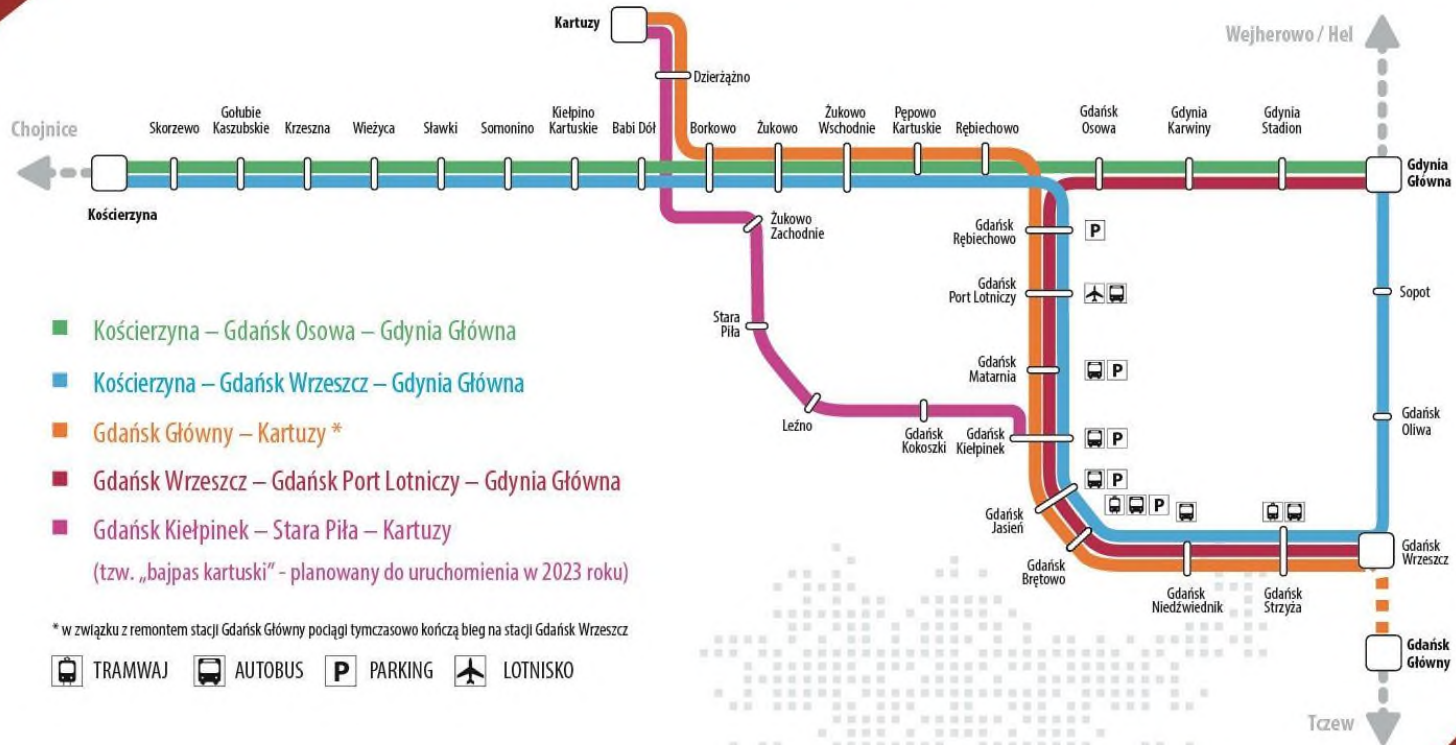 Kartuzy
Wejherowo / Hel
Dzierżążno
Chojnice
Skorzewo
Gołubie
Kaszubskie
Krzeszna
Wieżyca
Sławki
Somonino
Kiełpino
Kartuskie
Babi Dół
Borkowo
Żukowo
Żukowo
Wschodnie
Pępowo
Kartuskie
Rębiechowo
Gdańsk
Osowa
Gdynia
Karwiny
Gdynia
Stadion
Gdynia
Główna
Kościerzyna
Żukowo
Zachodnie
Gdańsk
Rębiechowo
P
Gdańsk
Port Lotniczy
Sopot
Stara
Piła
Gdańsk
Matarnia
P
Leźno
Gdańsk
Kokoszki
Gdańsk
Kiełpinek
P
Gdańsk
Oliwa
P
Gdańsk
Jasień
P
Gdańsk
Brętowo
Gdańsk
Niedźwiednik
Gdańsk
Strzyża
Gdańsk
Wrzeszcz
Gdańsk
Główny
Tczew
Kościerzyna – Gdańsk Osowa – Gdynia Główna
Kościerzyna – Gdańsk Wrzeszcz – Gdynia Główna
Gdańsk Główny – Kartuzy *
Gdańsk Wrzeszcz – Gdańsk Port Lotniczy – Gdynia Główna
Gdańsk Kiełpinek – Stara Piła – Kartuzy
(tzw. „bajpas kartuski” - planowany do uruchomienia w 2023 roku)
* w związku z remontem stacji Gdańsk Główny pociągi tymczasowo kończą bieg na stacji Gdańsk Wrzeszcz
TRAMWAJ
AUTOBUS
P PARKING
LOTNISKO